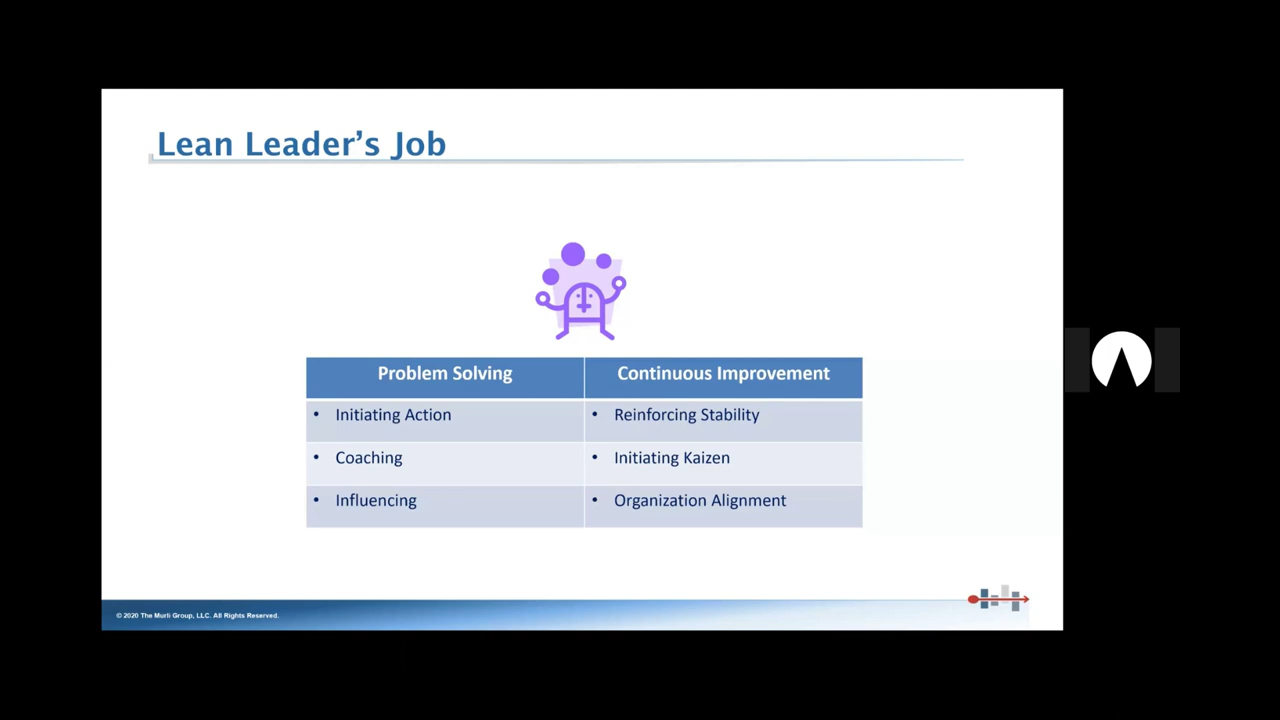 Lean Leader's Job
Problem Solving
Continuous Improvement
• Initiating Action
• Reinforcing Stability
• Coaching
• Initiating Kaizen
• Influencing
• Organization Alignment
© 2020 The Murli Group, LLC. All Rights Reserved.